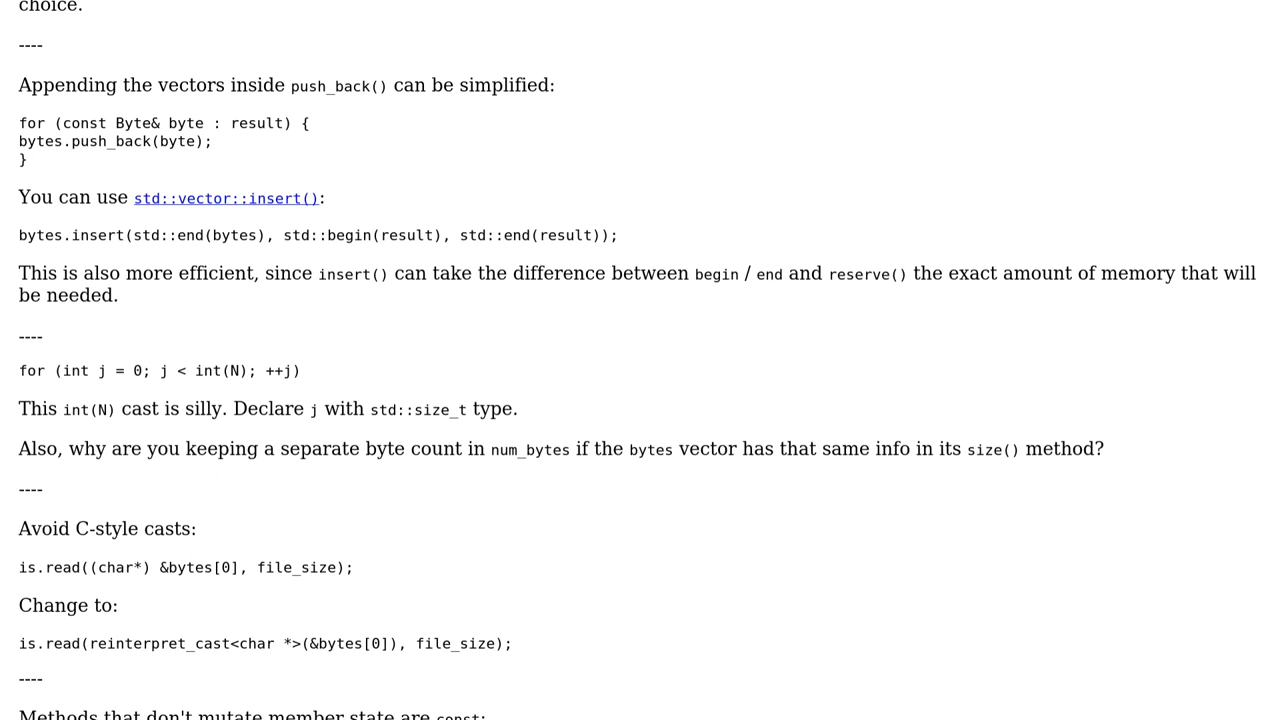 choice.
----
Appending the vectors inside push_back() can be simplified:
for (const Byte& byte : result) {
bytes.push_back(byte);
}
You can use std::vector::insert():
bytes.insert(std::end(bytes), std::begin(result), std::end(result));
This is also more efficient, since insert() can take the difference between begin / end and reserve() the exact amount of memory that will
be needed.
----
for (int j = 0; j < int(N); ++j)
This int(N) cast is silly. Declare j with std::size_t type.
Also, why are you keeping a separate byte count in num_bytes if the bytes vector has that same info in its size() method?
----
Avoid C-style casts:
is.read((char*) &bytes[0], file_size);
Change to:
is.read(reinterpret_cast<char *>(&bytes[0]), file_size);
----
Methods that don't mutate member state are const: